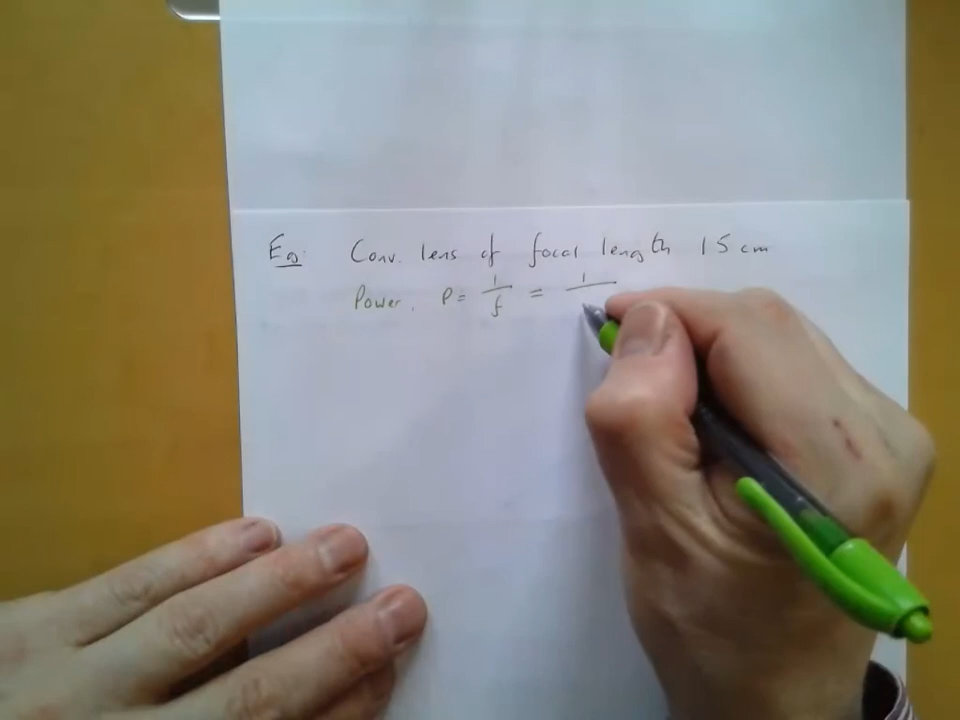 Eg. Conv. lens of focal length 15 cm
Power, P = 1/f = 1/